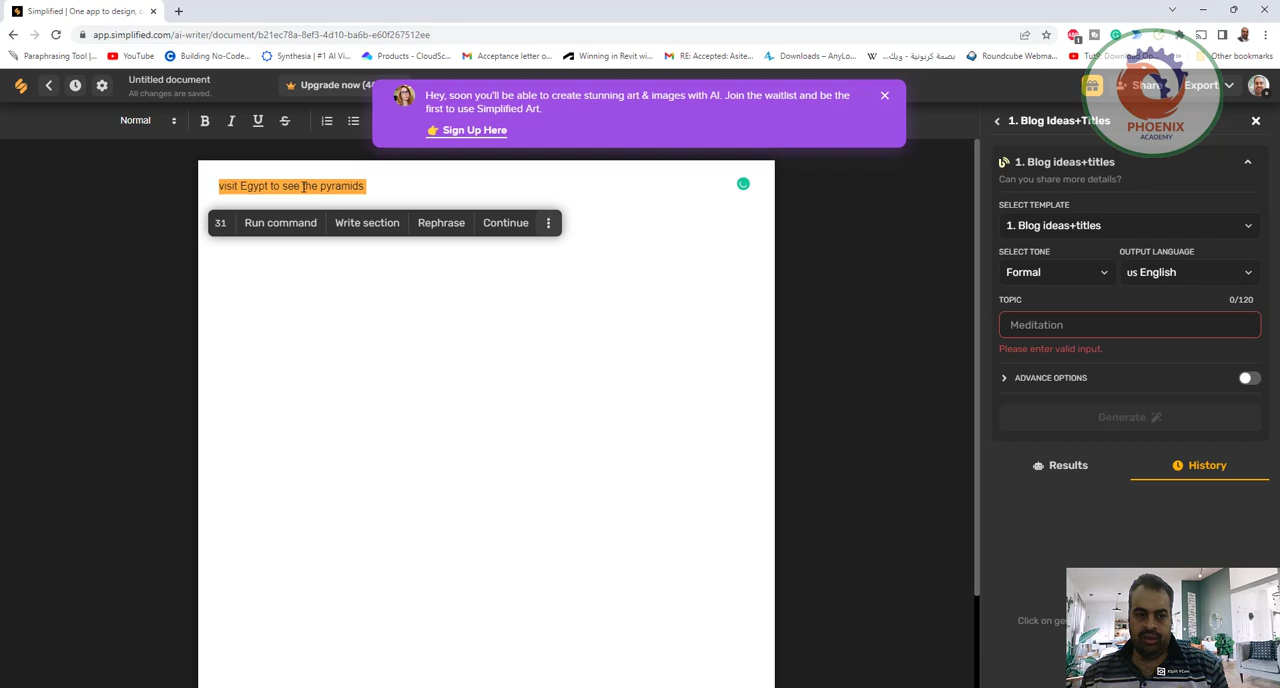 Simplified | One app to design, c
app.simplified.com/ai-writer/document/b21ec78a-8ef3-4d10-ba6b-e60f267512ee
Paraphrasing Tool |...
YouTube
Building No-Code...
Synthesia | #1 AI V...
Products - CloudSc...
Acceptance letter o...
Winning in Revit wi...
RE: Accepted: Asite...
Downloads – AnyLo...
بصمة كربونية - ويك...
Roundcube Webma...
Other bookmarks
Untitled document
All changes are saved.
Upgrade now
Hey, soon you'll be able to create stunning art & images with AI. Join the waitlist and be the
first to use Simplified Art.
👉 Sign Up Here
Share
Export
PHOENIX
ACADEMY
Normal
B I U S
1. Blog Ideas+Titles
visit Egypt to see the pyramids
31 Run command Write section Rephrase Continue
1. Blog ideas+titles
Can you share more details?
SELECT TEMPLATE
1. Blog ideas+titles
SELECT TONE OUTPUT LANGUAGE
Formal us English
TOPIC 0/120
Meditation
Please enter valid input.
ADVANCE OPTIONS
Generate
Results History
Click on
XSplit VCam